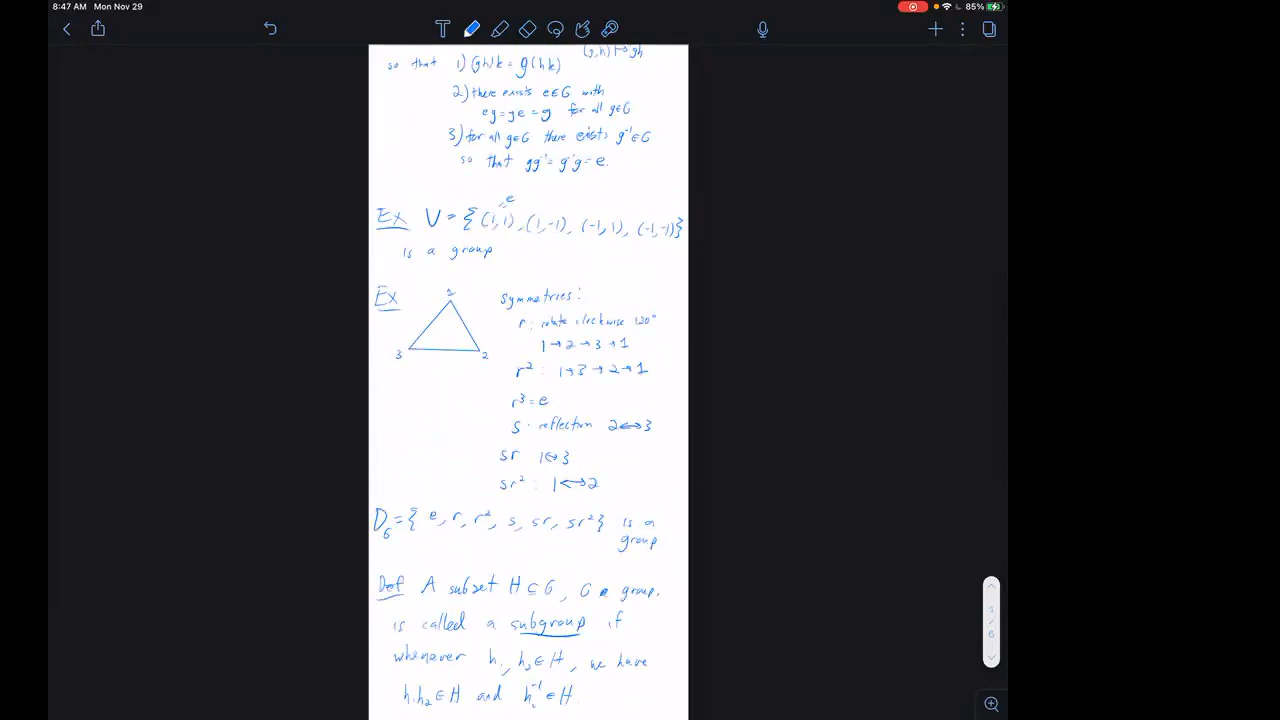 8:47 AM Mon Nov 29
85%
(g,h) ↦ gh
so that 1) (gh)k = g(hk)
2) there exists e∈G with
eg = ge = g for all g∈G
3) for all g∈G there exists g⁻¹∈G
so that gg⁻¹ = g⁻¹g = e.
e
Ex V = { (1,1), (1,-1), (-1,1), (-1,-1)}
is a group
Ex
1
3
2
symmetries:
r: rotate clockwise 120°
1→2→3→1
r² : 1→3→2→1
r³ = e
s : reflection 2↔3
sr 1↔3
sr² : 1↔2
D₆ = { e, r, r², s, sr, sr² } is a
group
Def A subset H ⊆ G, G a group,
is called a subgroup if
whenever h₁, h₂ ∈ H, we have
h₁h₂ ∈ H and h₁⁻¹ ∈ H.
T
1
/
6